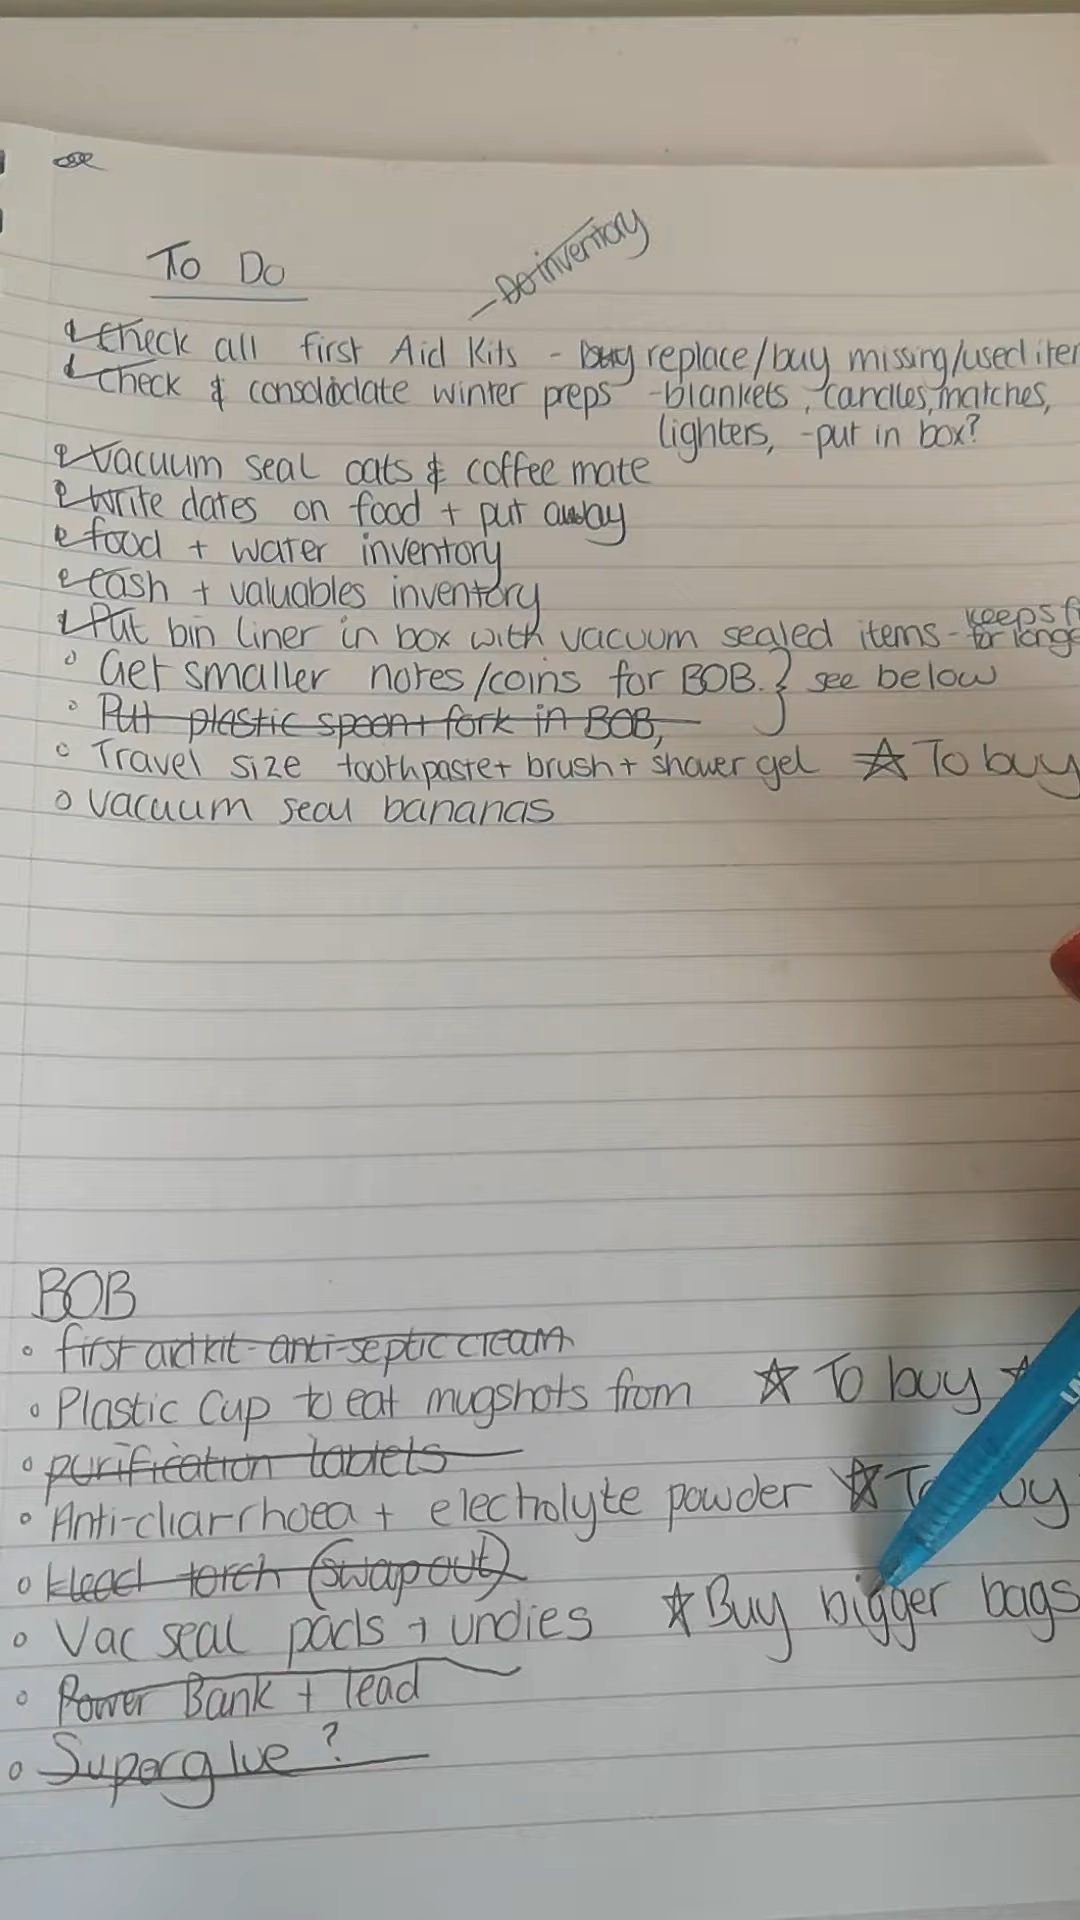 To Do
- Do inventory
Check all first Aid Kits - buy replace/buy missing/used iter
Check & consolidate winter preps - blankets, candles, matches,
lighters, - put in box?
Vacuum seal oats & coffee mate
Write dates on food + put away
food + water inventory
Cash + valuables inventory
Put bin liner in box with vacuum sealed items - keeps f
for longe
Get smaller notes/coins for BOB. } see below
Put plastic spoon + fork in BOB,
Travel size toothpaste + brush + shower gel ☆ To buy
vacuum seal bananas
BOB
first aid kit - anti-septic cream
Plastic Cup to eat mugshots from ☆ To buy ☆
purification tablets
Anti-diarrhoea + electrolyte powder ☆ To buy
Head torch (swap out)
Vac seal pads + undies ☆ Buy bigger bags
Power Bank + lead
Superglue?